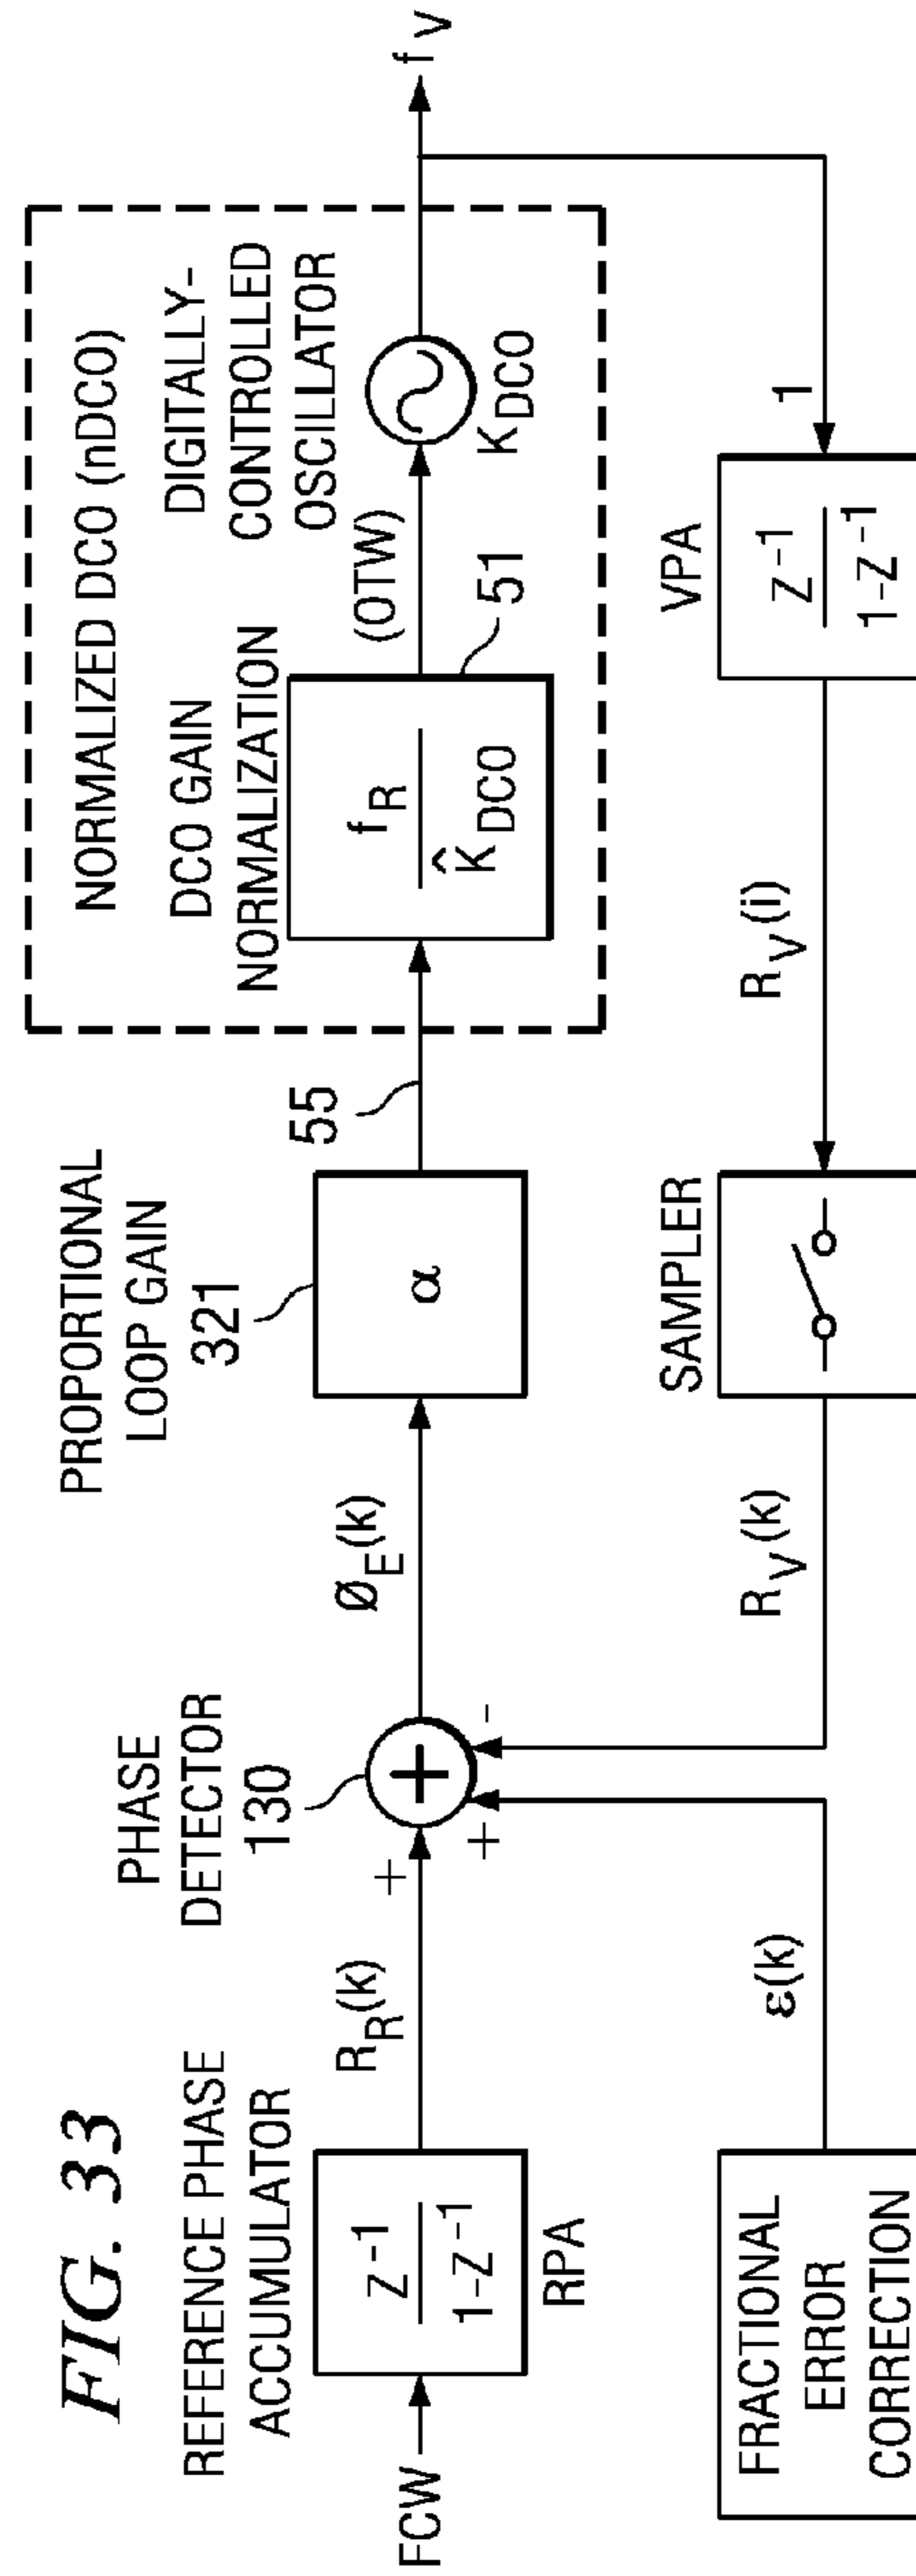 FIG. 33
REFERENCE PHASE
ACCUMULATOR
FCW
Z⁻¹
1-Z⁻¹
RPA
R_R(k)
PHASE
DETECTOR
130
+
+
+
-
Ø_E(k)
PROPORTIONAL
LOOP GAIN
321
α
55
NORMALIZED DCO (nDCO)
DCO GAIN
NORMALIZATION
f_R
K̂_DCO
51
(OTW)
DIGITALLY-
CONTROLLED
OSCILLATOR
K_DCO
f_V
FRACTIONAL
ERROR
CORRECTION
ε(k)
R_V(k)
SAMPLER
R_V(i)
VPA
Z⁻¹
1-Z⁻¹
1